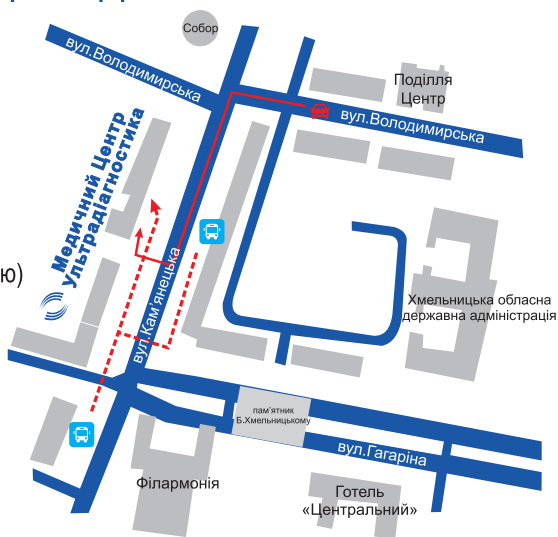 Собор
вул.Володимирська
Поділля
Центр
вул.Володимирська
Медичний Центр
ультрадіагностика
ю)
вул.Кам’янецька
Хмельницька обласна
державна адміністрація
пам’ятник
Б.Хмельницькому
вул.Гагаріна
Філармонія
Готель
«Центральний»